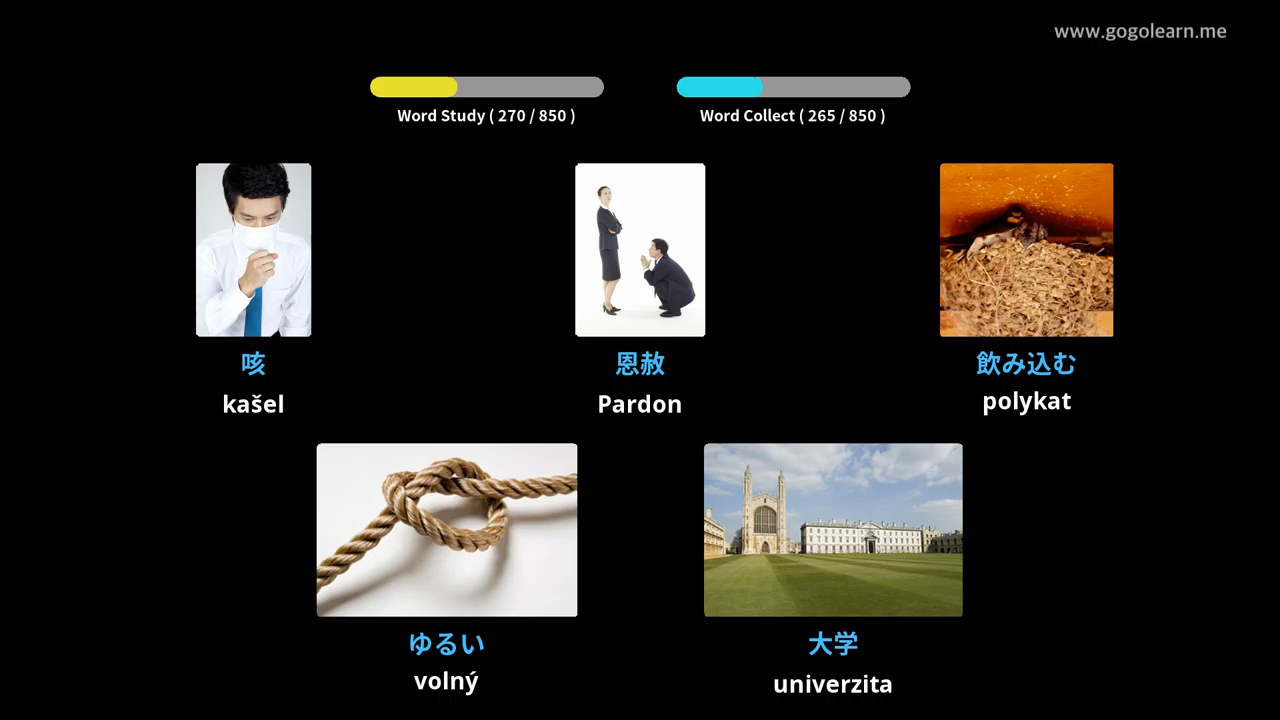 www.gogolearn.me
Word Study ( 270 / 850 )
Word Collect ( 265 / 850 )
咳
kašel
恩赦
Pardon
飲み込む
polykat
ゆるい
volný
大学
univerzita